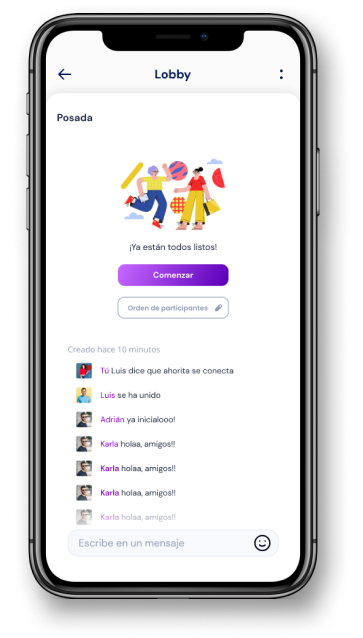 Lobby
Posada
¡Ya están todos listos!
Comenzar
Orden de participantes
Creado hace 10 minutos
Tú Luis dice que ahorita se conecta
Luis se ha unido
Adrián ya inicialooo!
Karla holaa, amigos!!
Karla holaa, amigos!!
Karla holaa, amigos!!
Karla holaa, amigos!!
Escribe en un mensaje